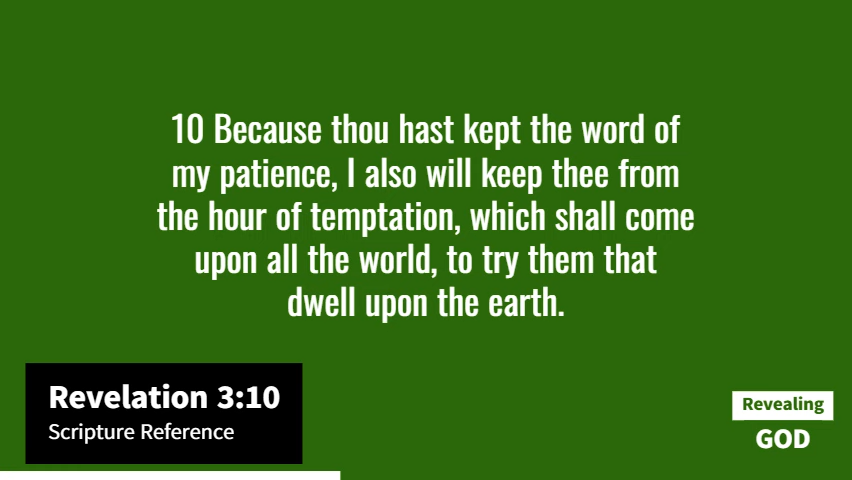 10 Because thou hast kept the word of
my patience, I also will keep thee from
the hour of temptation, which shall come
upon all the world, to try them that
dwell upon the earth.
Revelation 3:10
Scripture Reference
Revealing
GOD